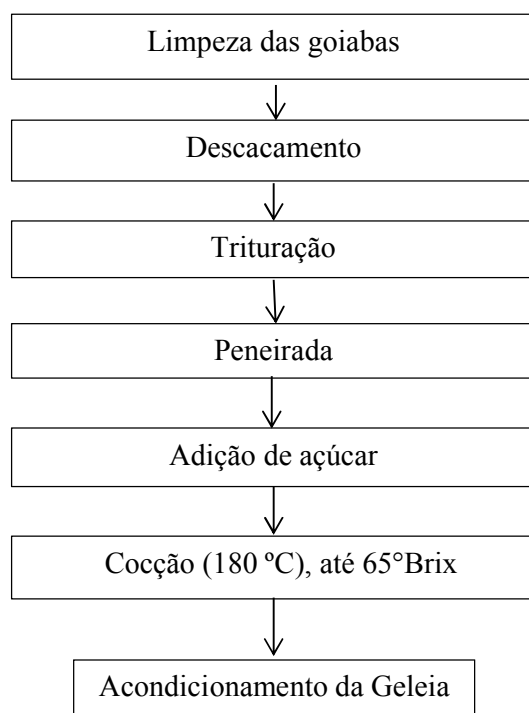 Limpeza das goiabas
Descacamento
Trituração
Peneirada
Adição de açúcar
Cocção (180 ºC), até 65°Brix
Acondicionamento da Geleia